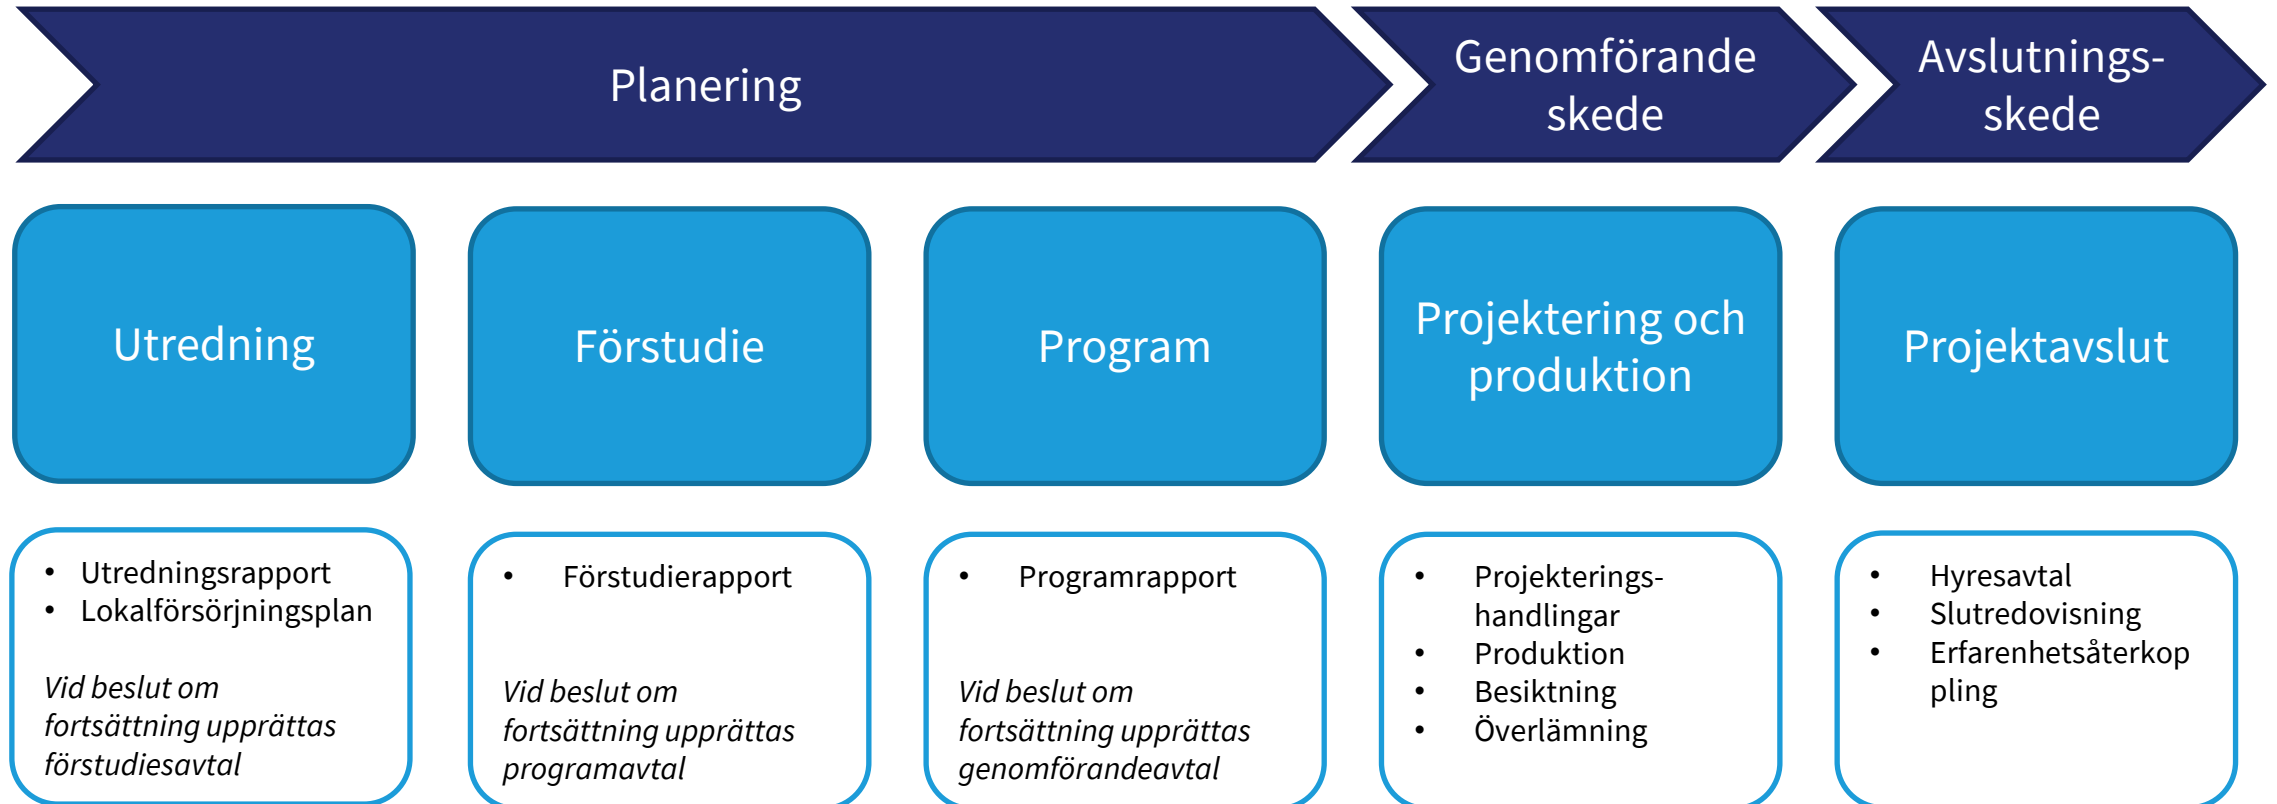 Planering
Genomförande
skede
Avslutnings-
skede
Utredning
Förstudie
Program
Projektering och
produktion
Projektavslut
• Utredningsrapport
• Lokalförsörjningsplan
Vid beslut om
fortsättning upprättas
förstudiesavtal
• Förstudierapport
Vid beslut om
fortsättning upprättas
programavtal
• Programrapport
Vid beslut om
fortsättning upprättas
genomförandeavtal
• Projekterings-
handlingar
• Produktion
• Besiktning
• Överlämning
• Hyresavtal
• Slutredovisning
• Erfarenhetsåterkop
pling